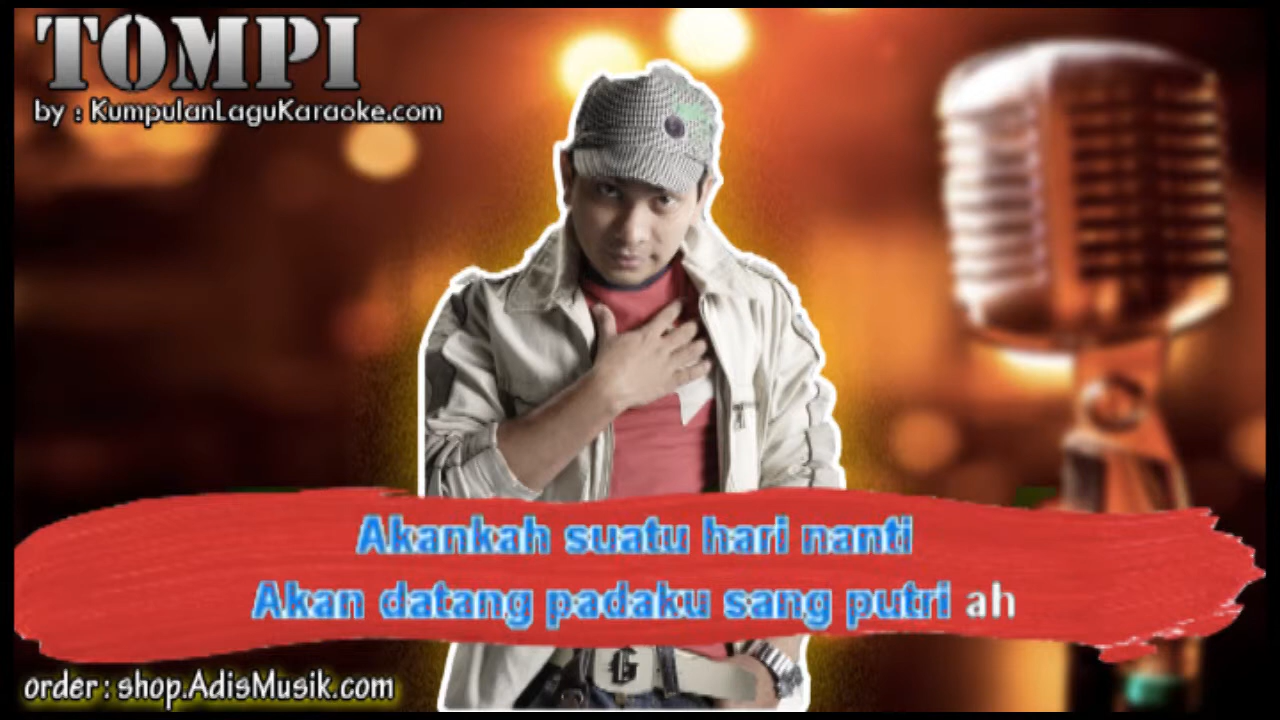 TOMPI
by : KumpulanLaguKaraoke.com
Akankah suatu hari nanti
Akan datang padaku sang putri ah
G
order : shop.AdisMusik.com